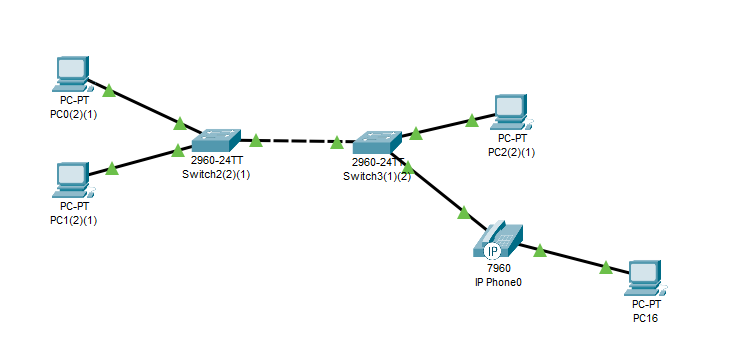 PC-PT
PC0(2)(1)
2960-24TT
Switch2(2)(1)
PC-PT
PC1(2)(1)
2960-24TT
Switch3(1)(2)
PC-PT
PC2(2)(1)
IP
7960
IP Phone0
PC-PT
PC16